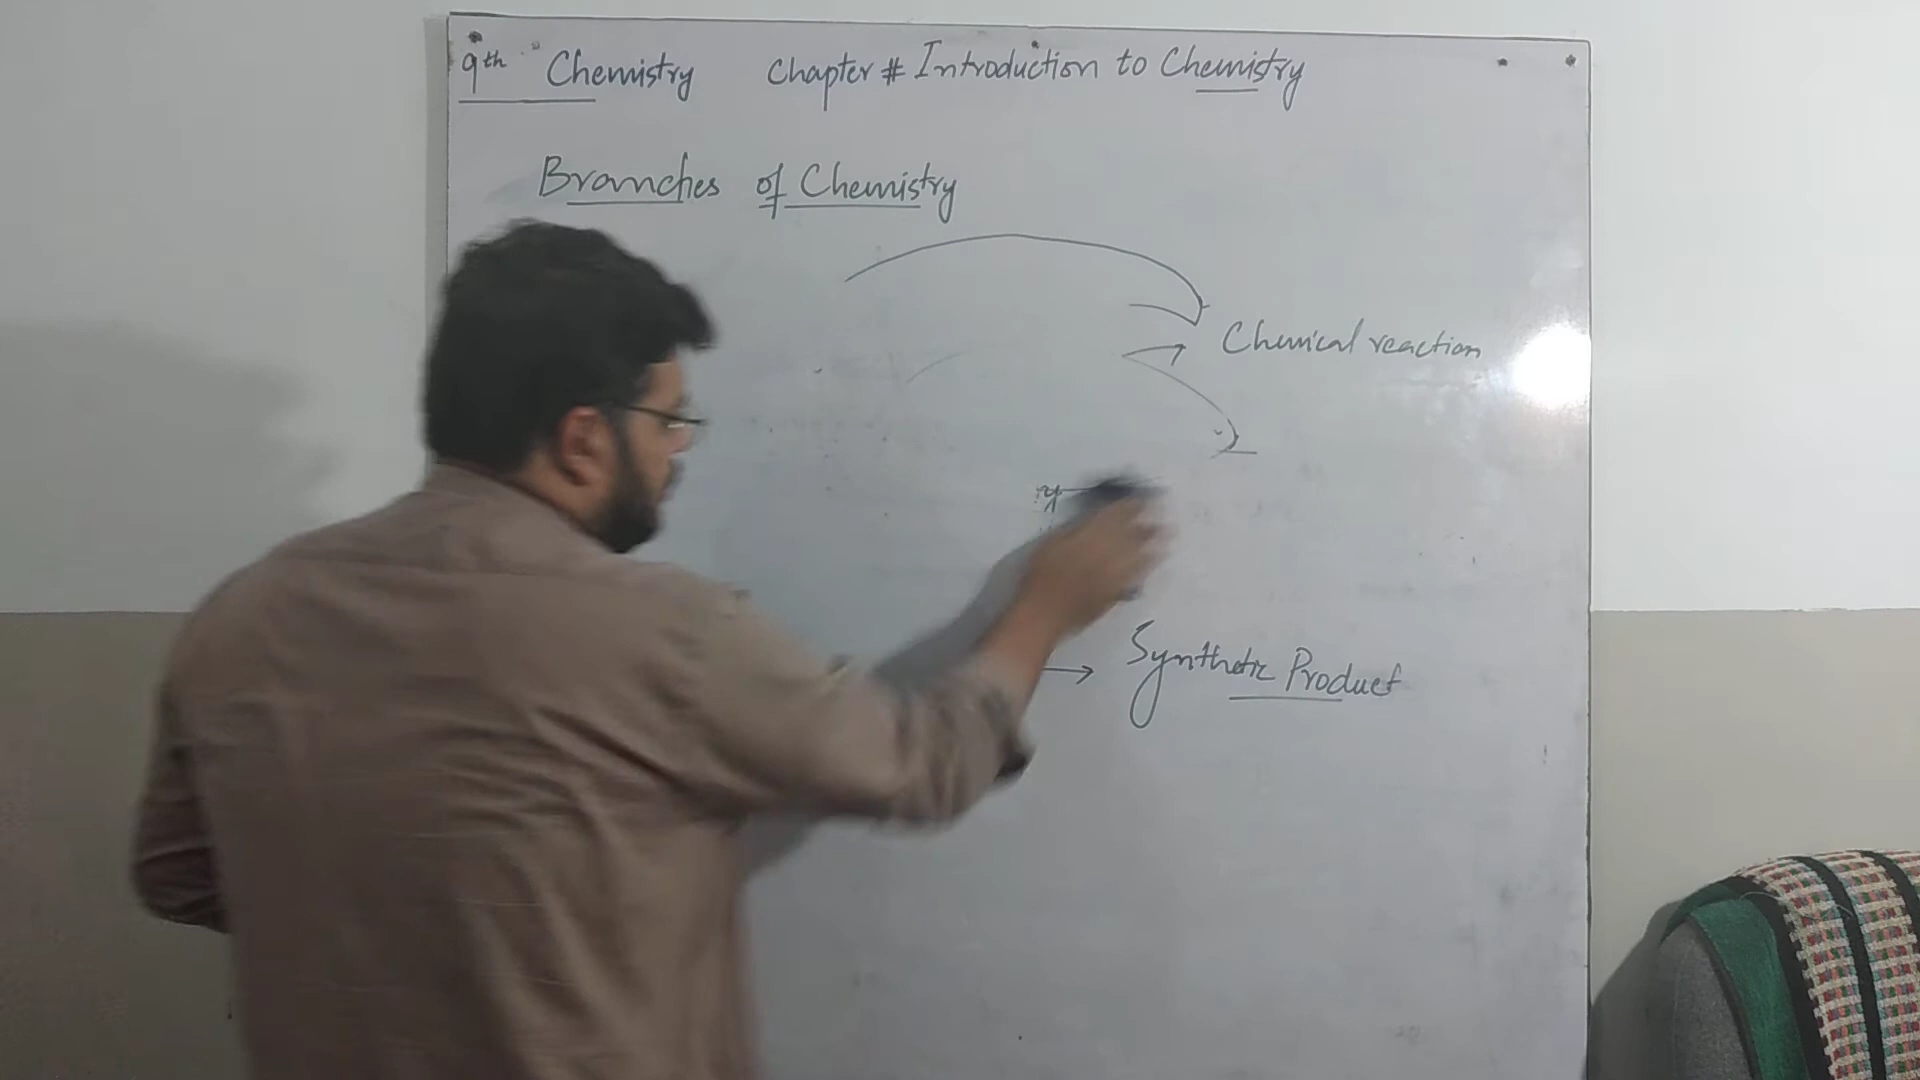 9th Chemistry Chapter # Introduction to Chemistry
Branches of Chemistry
Chemical reaction
→ Synthetic Product